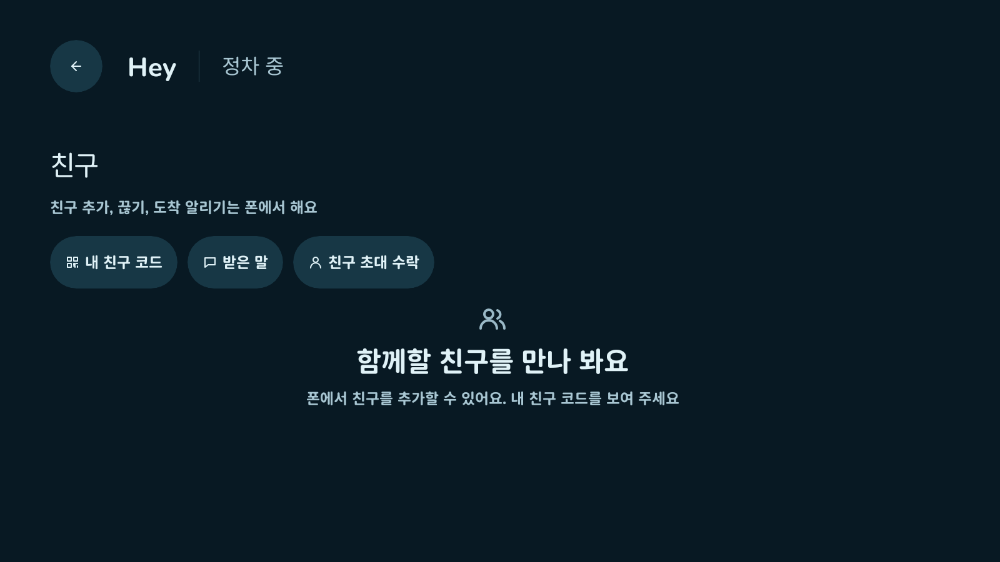 Hey
정차 중
친구
친구 추가, 끊기, 도착 알리기는 폰에서 해요
내 친구 코드
받은 말
친구 초대 수락
함께할 친구를 만나 봐요
폰에서 친구를 추가할 수 있어요. 내 친구 코드를 보여 주세요